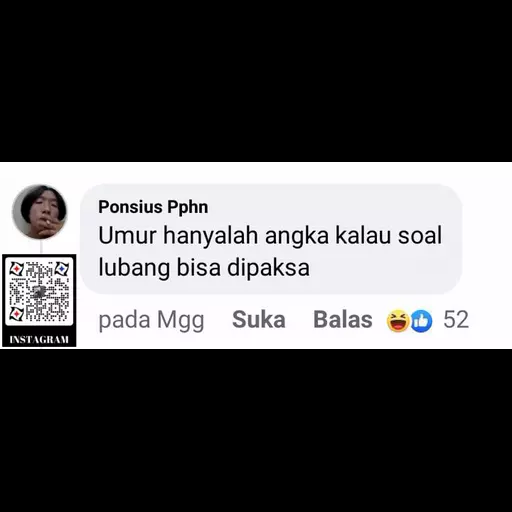 Ponsius Pphn
Umur hanyalah angka kalau soal
lubang bisa dipaksa
pada Mgg Suka Balas 52
INSTAGRAM